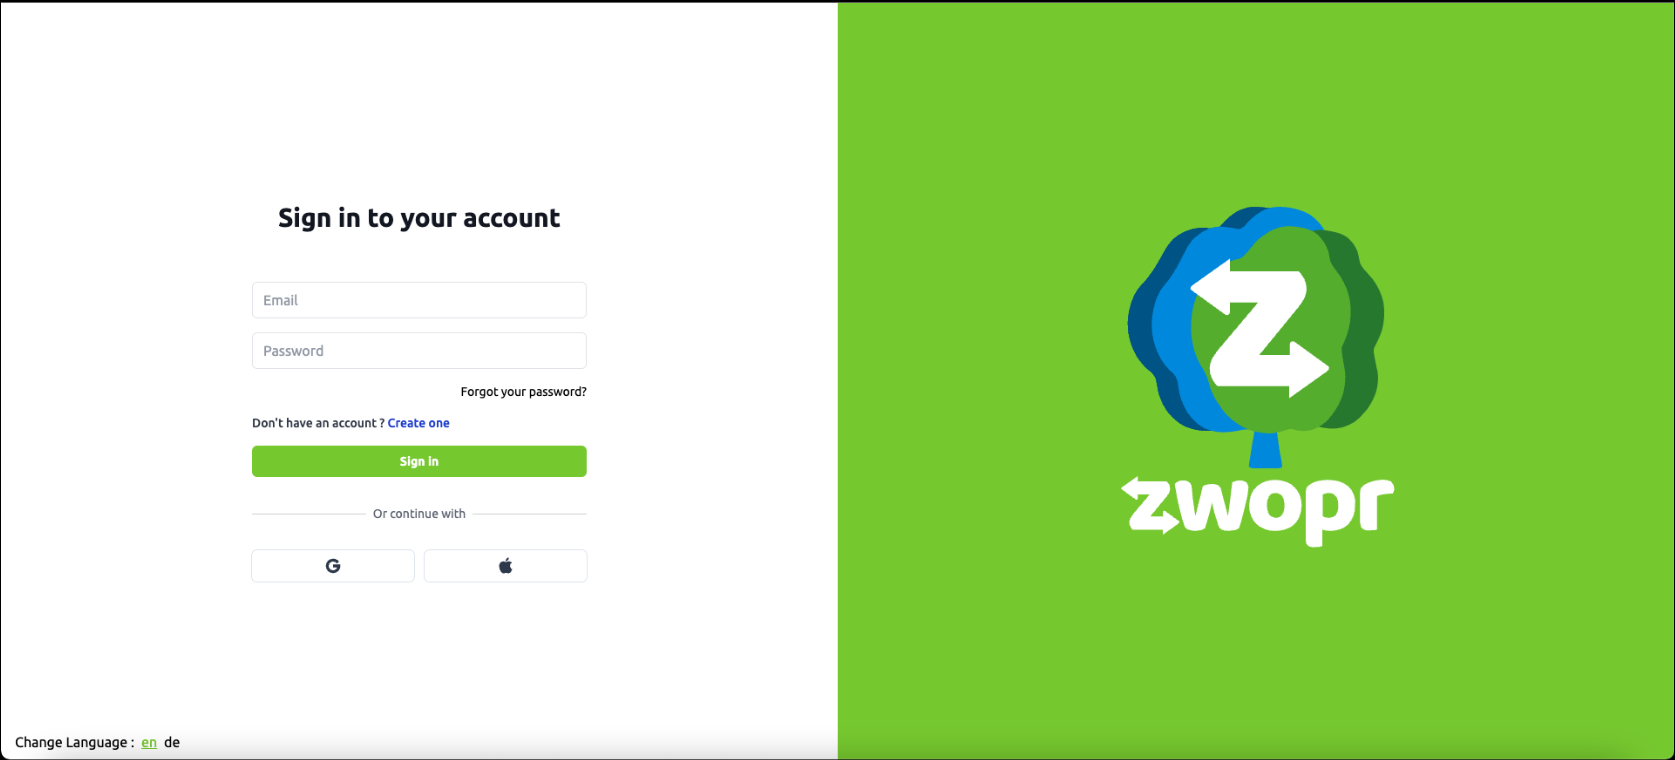 Sign in to your account
Email
Password
Forgot your password?
Don't have an account ? Create one
Sign in
Or continue with
Change Language : en de
z
zwopr